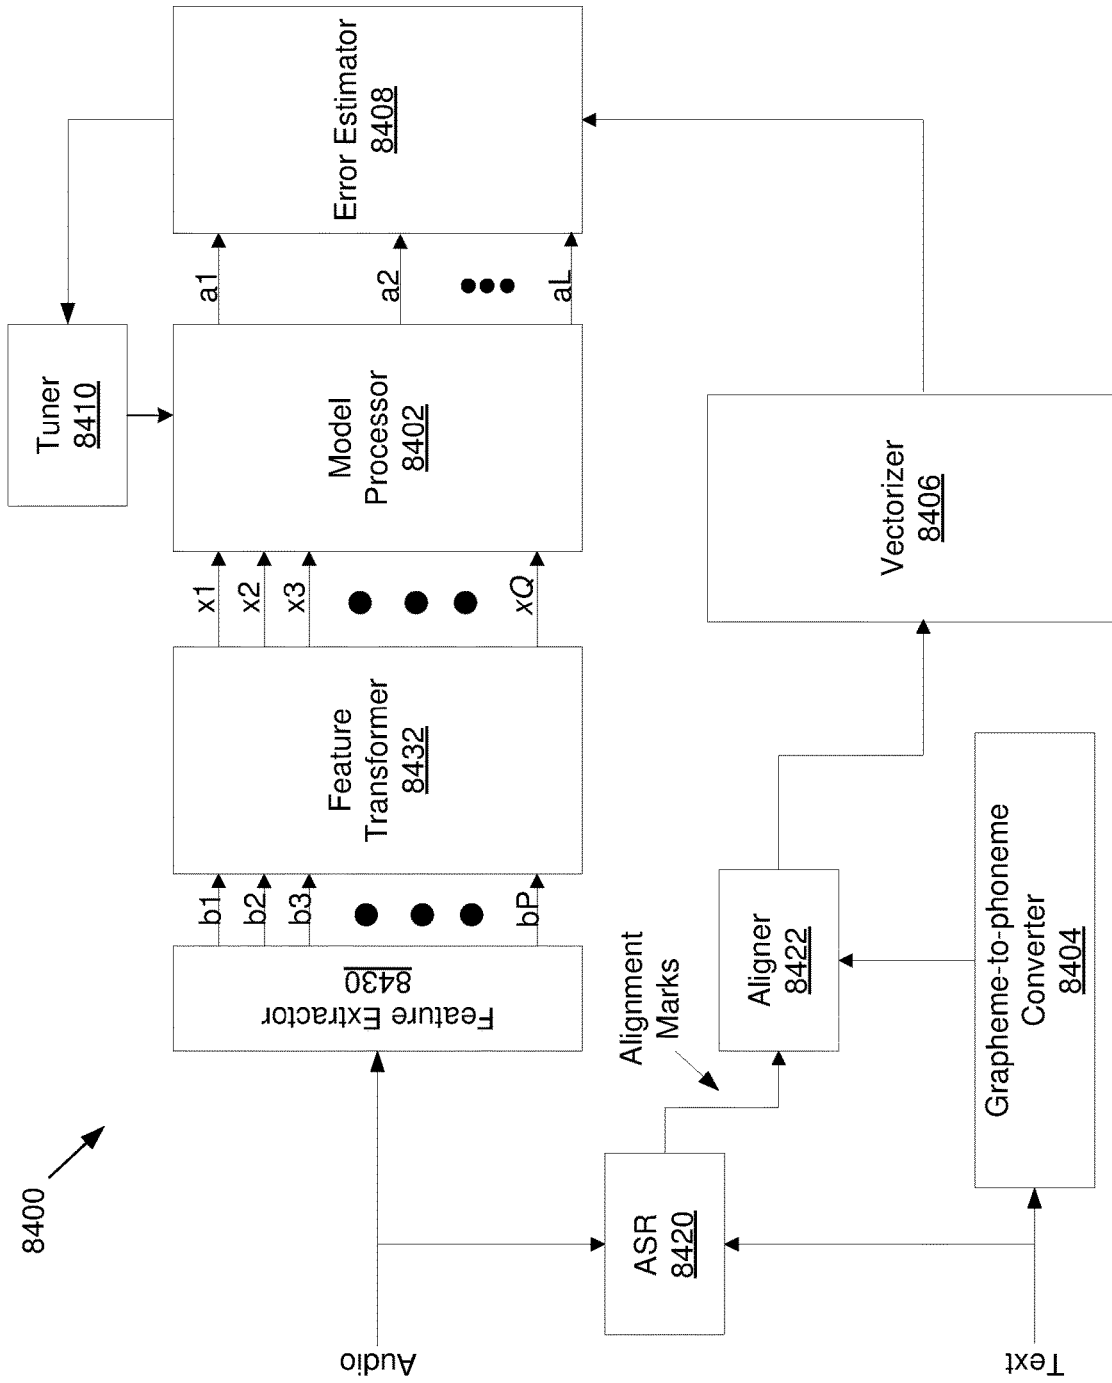 8400
Tuner
8410
Audio
Feature Extractor
8430
b1
b2
b3
bP
Feature
Transformer
8432
x1
x2
x3
xQ
Model
Processor
8402
a1
a2
aL
Error Estimator
8408
ASR
8420
Alignment
Marks
Aligner
8422
Vectorizer
8406
Text
Grapheme-to-phoneme
Converter
8404